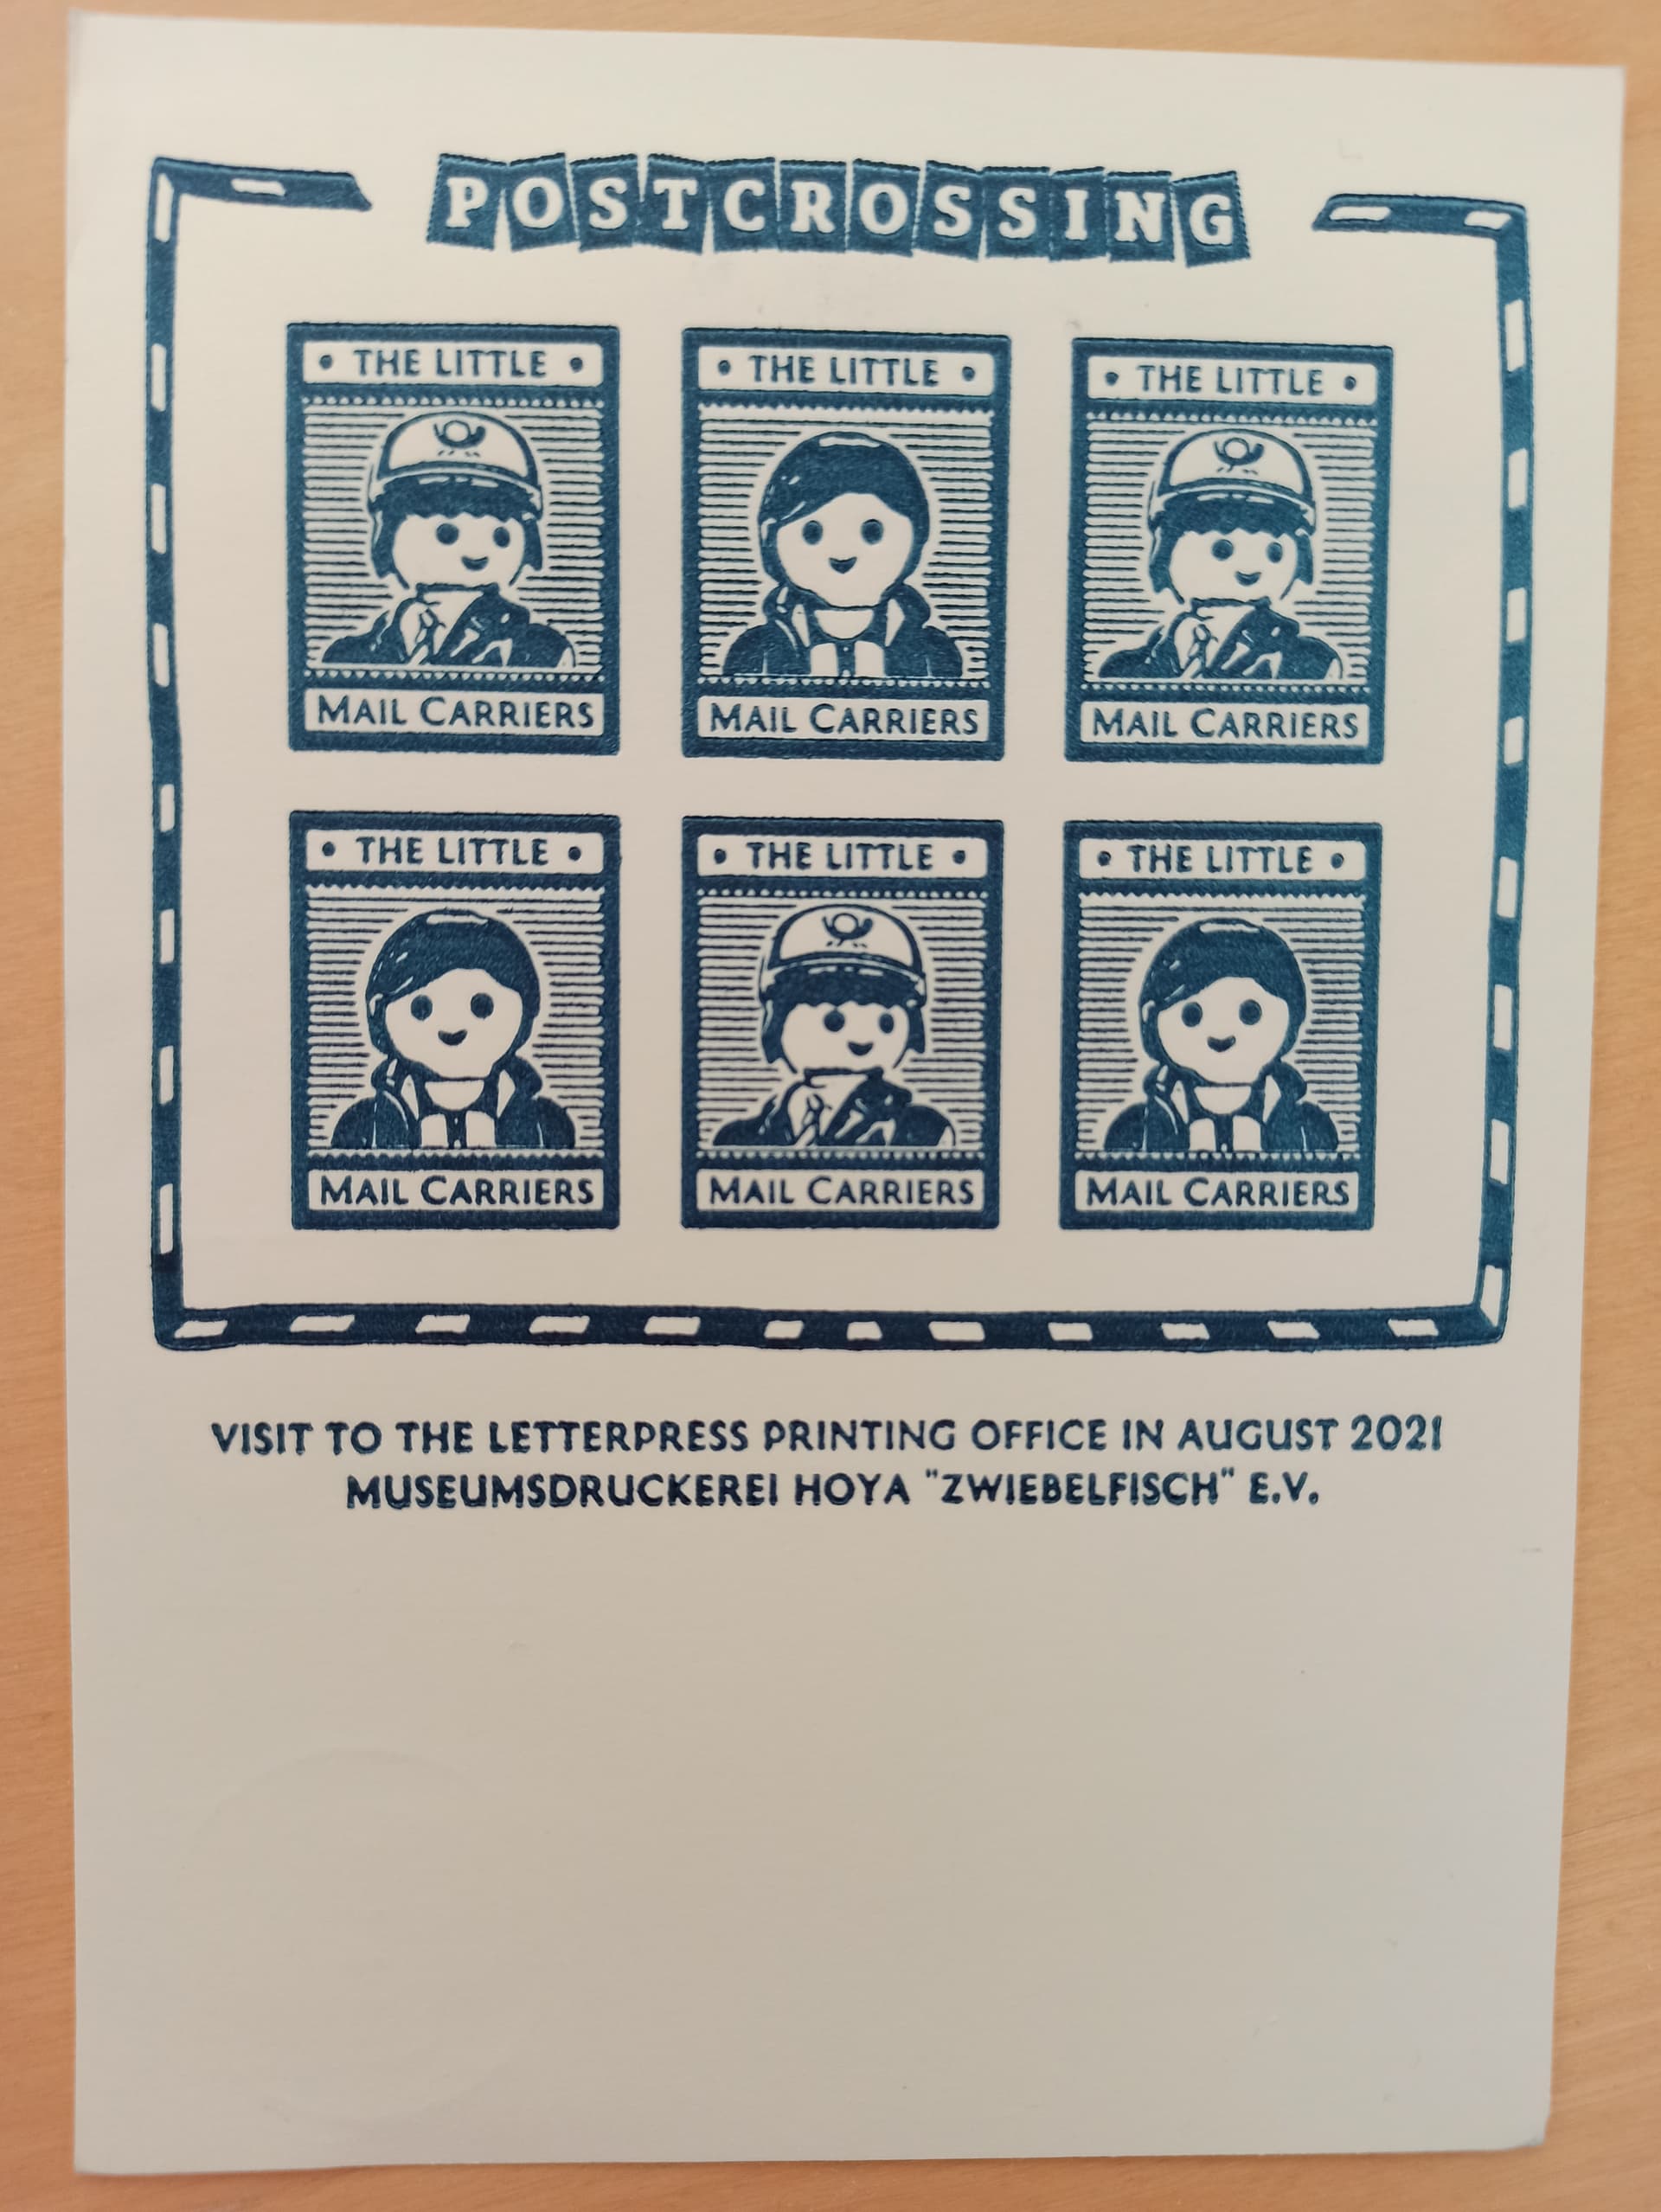 POSTCROSSING
• THE LITTLE •
MAIL CARRIERS
• THE LITTLE •
MAIL CARRIERS
• THE LITTLE •
MAIL CARRIERS
• THE LITTLE •
MAIL CARRIERS
• THE LITTLE •
MAIL CARRIERS
• THE LITTLE •
MAIL CARRIERS
VISIT TO THE LETTERPRESS PRINTING OFFICE IN AUGUST 2021
MUSEUMSDRUCKEREI HOYA "ZWIEBELFISCH" E.V.